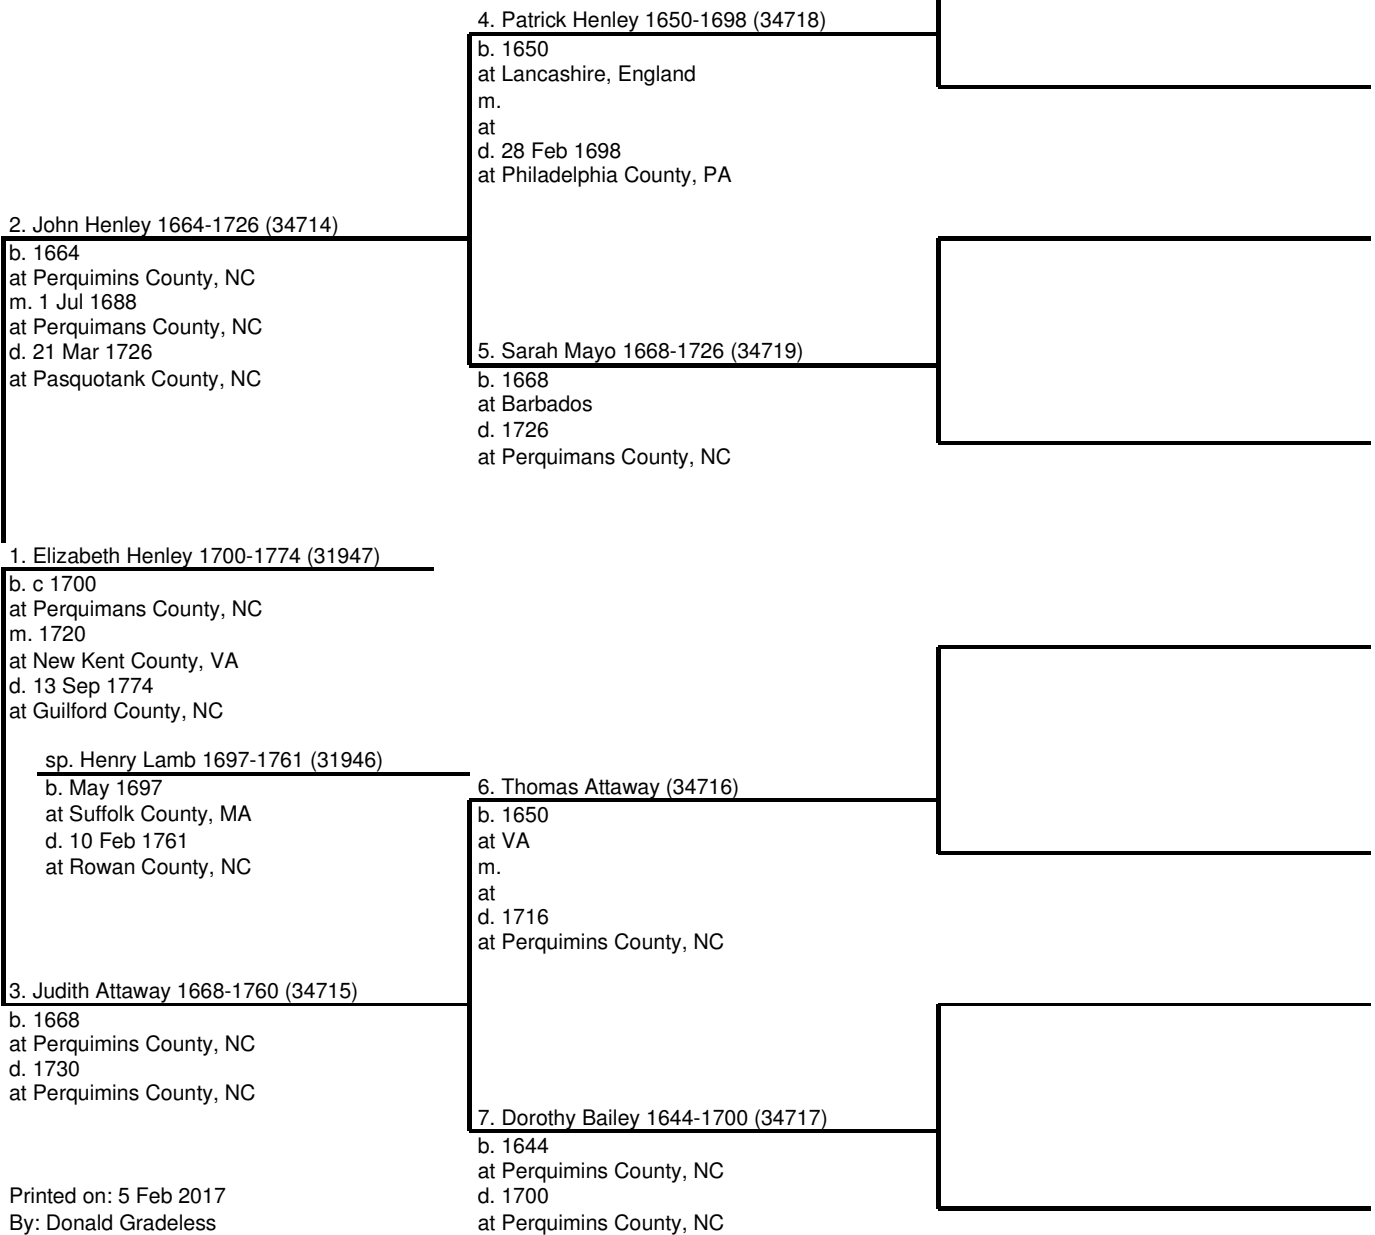 4. Patrick Henley 1650-1698 (34718)
b. 1650
at Lancashire, England
m.
at
d. 28 Feb 1698
at Philadelphia County, PA
2. John Henley 1664-1726 (34714)
b. 1664
at Perquimins County, NC
m. 1 Jul 1688
at Perquimans County, NC
d. 21 Mar 1726
at Pasquotank County, NC
5. Sarah Mayo 1668-1726 (34719)
b. 1668
at Barbados
d. 1726
at Perquimans County, NC
1. Elizabeth Henley 1700-1774 (31947)
b. c 1700
at Perquimans County, NC
m. 1720
at New Kent County, VA
d. 13 Sep 1774
at Guilford County, NC
sp. Henry Lamb 1697-1761 (31946)
b. May 1697
at Suffolk County, MA
d. 10 Feb 1761
at Rowan County, NC
6. Thomas Attaway (34716)
b. 1650
at VA
m.
at
d. 1716
at Perquimins County, NC
3. Judith Attaway 1668-1760 (34715)
b. 1668
at Perquimins County, NC
d. 1730
at Perquimins County, NC
7. Dorothy Bailey 1644-1700 (34717)
b. 1644
at Perquimins County, NC
d. 1700
at Perquimins County, NC
Printed on: 5 Feb 2017
By: Donald Gradeless